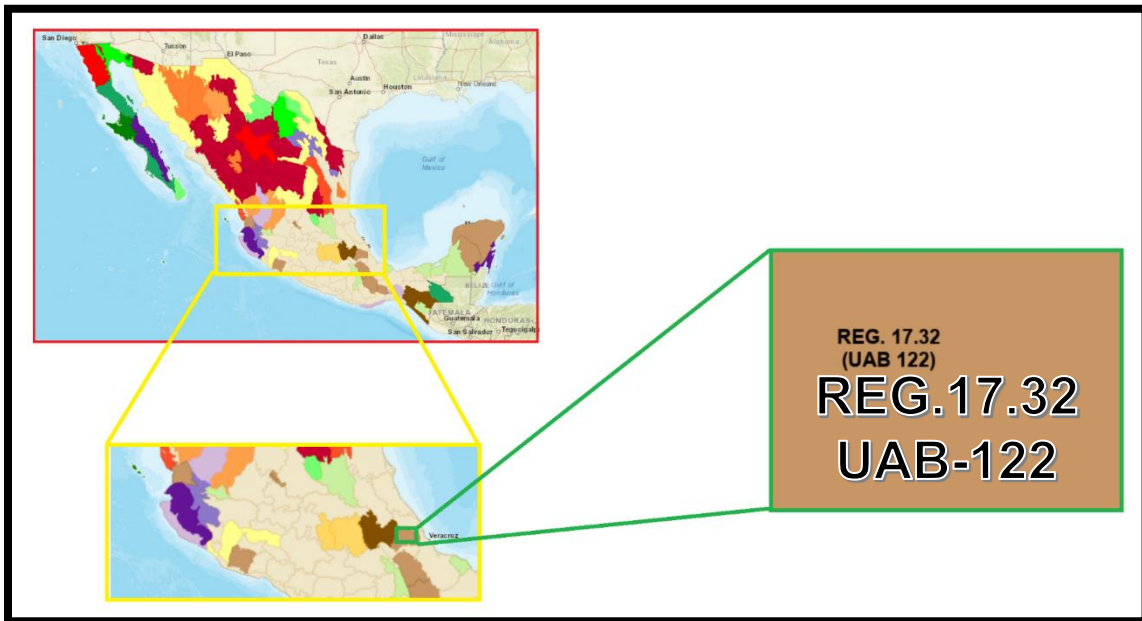 San Diego
Tucson
El Paso
Dallas
Mississippi
Alabama
Texas
Louisiana
Austin
Houston
San Antonio
New Orleans
Gulf of
Mexico
BELIZE
Gulf of
Honduras
Guatemala
HONDURAS
San Salvador
Tegucigalp
Veracruz
REG. 17.32
(UAB 122)
REG.17.32
UAB-122